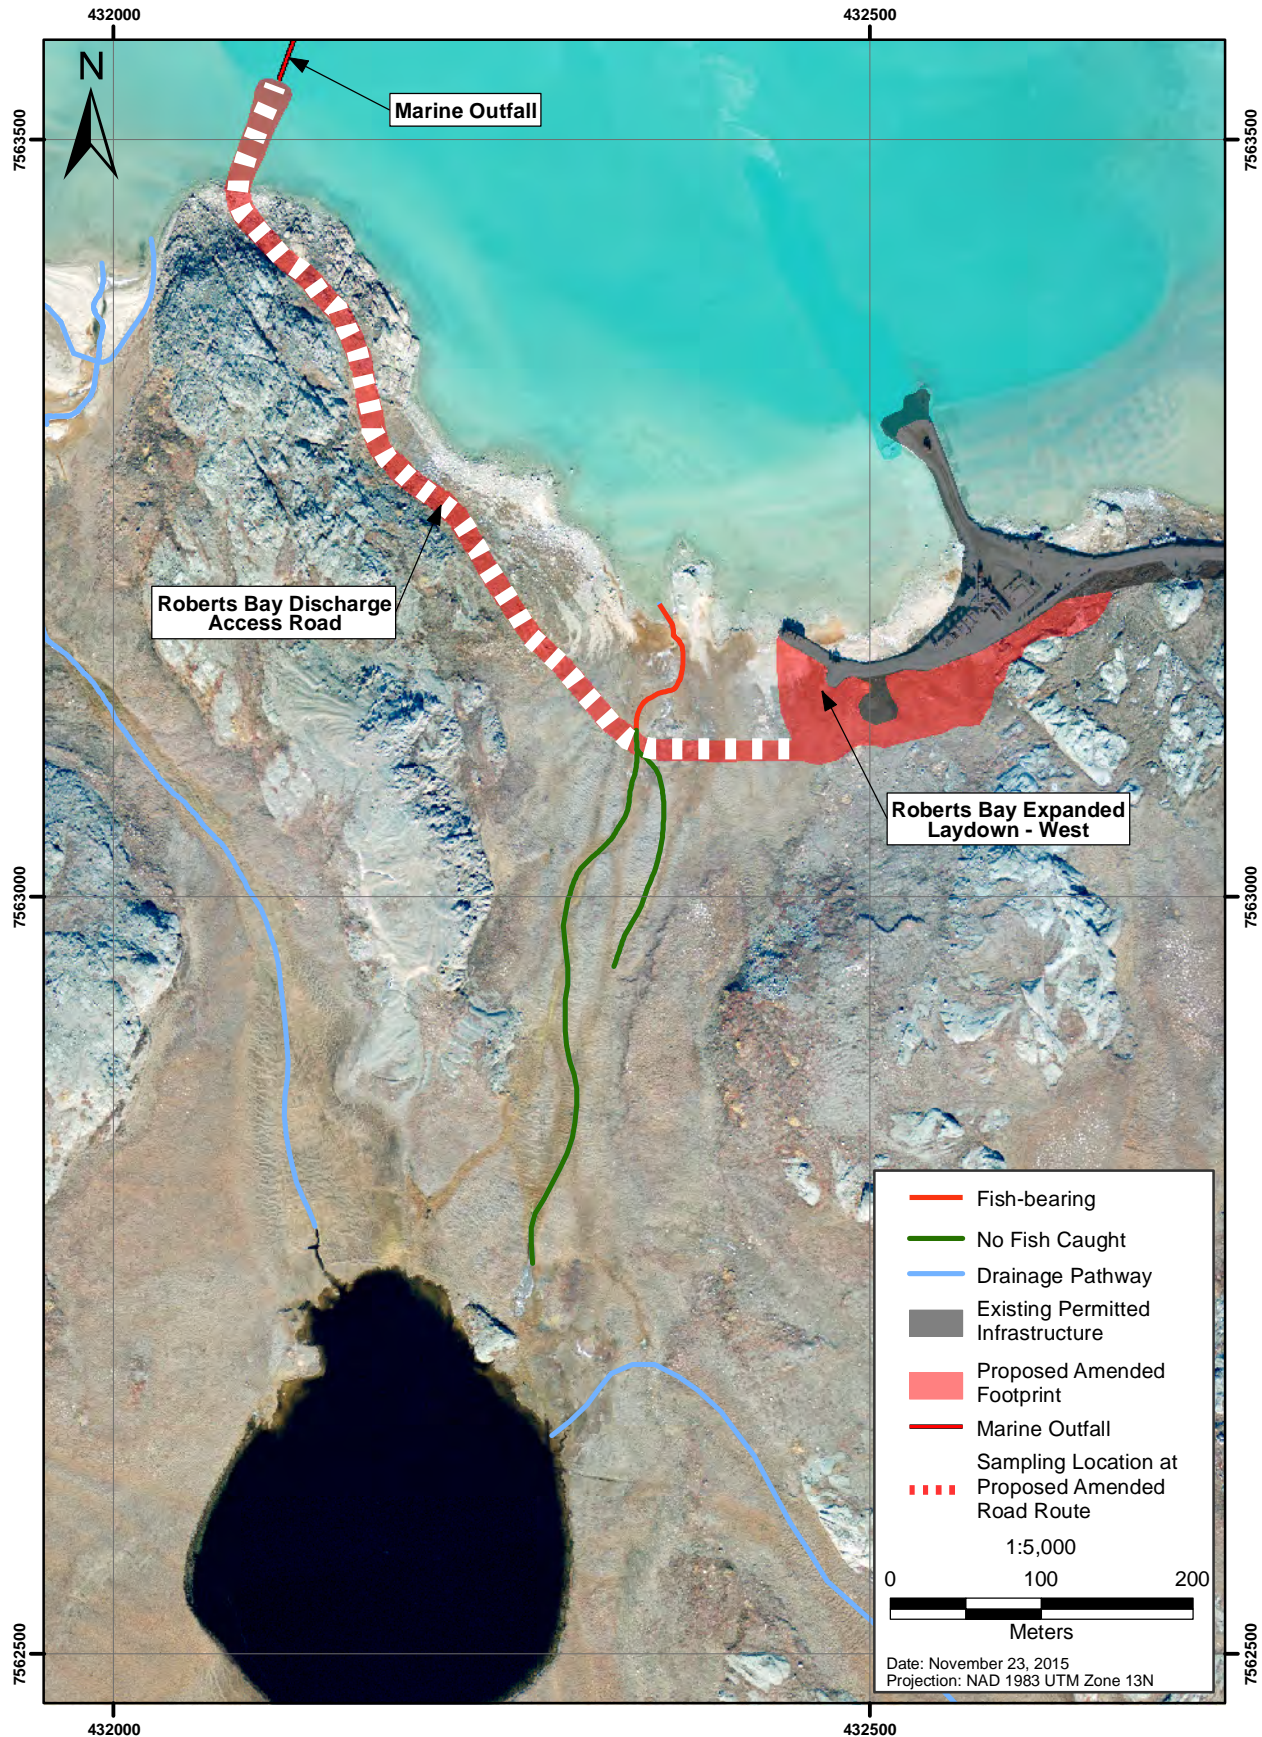 432000
432500
N
Marine Outfall
7563500
7563500
Roberts Bay Discharge
Access Road
Roberts Bay Expanded
Laydown - West
7563000
7563000
Fish-bearing
No Fish Caught
Drainage Pathway
Existing Permitted
Infrastructure
Proposed Amended
Footprint
Marine Outfall
Sampling Location at
Proposed Amended
Road Route
1:5,000
0 100 200
Meters
Date: November 23, 2015
Projection: NAD 1983 UTM Zone 13N
7562500
7562500
432000
432500